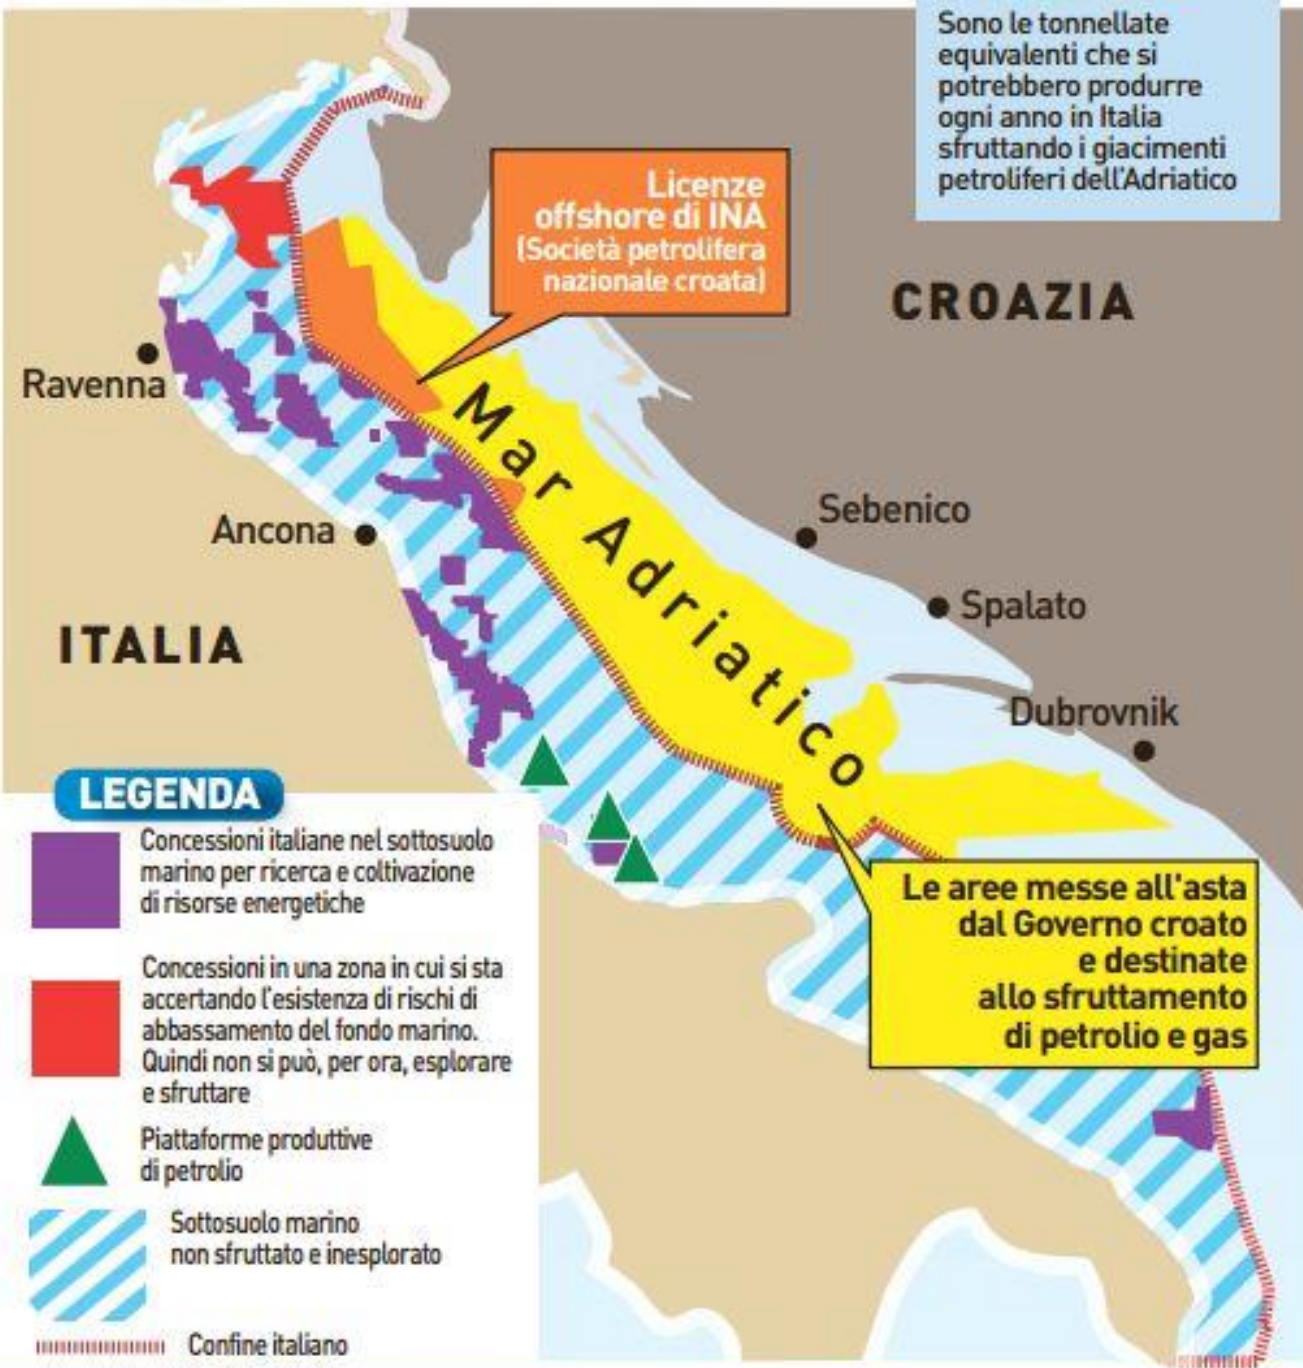 Sono le tonnellate
equivalenti che si
potrebbero produrre
ogni anno in Italia
sfruttando i giacimenti
petroliferi dell'Adriatico
Licenze
offshore di INA
(Società petrolifera
nazionale croata)
CROAZIA
Ravenna
Mar Adriatico
Ancona
Sebenico
Spalato
ITALIA
Dubrovnik
LEGENDA
Concessioni italiane nel sottosuolo
marino per ricerca e coltivazione
di risorse energetiche
Concessioni in una zona in cui si sta
accertando l'esistenza di rischi di
abbassamento del fondo marino.
Quindi non si può, per ora, esplorare
e sfruttare
Piattaforme produttive
di petrolio
Sottosuolo marino
non sfruttato e inesplorato
Confine italiano
Le aree messe all'asta
dal Governo croato
e destinate
allo sfruttamento
di petrolio e gas